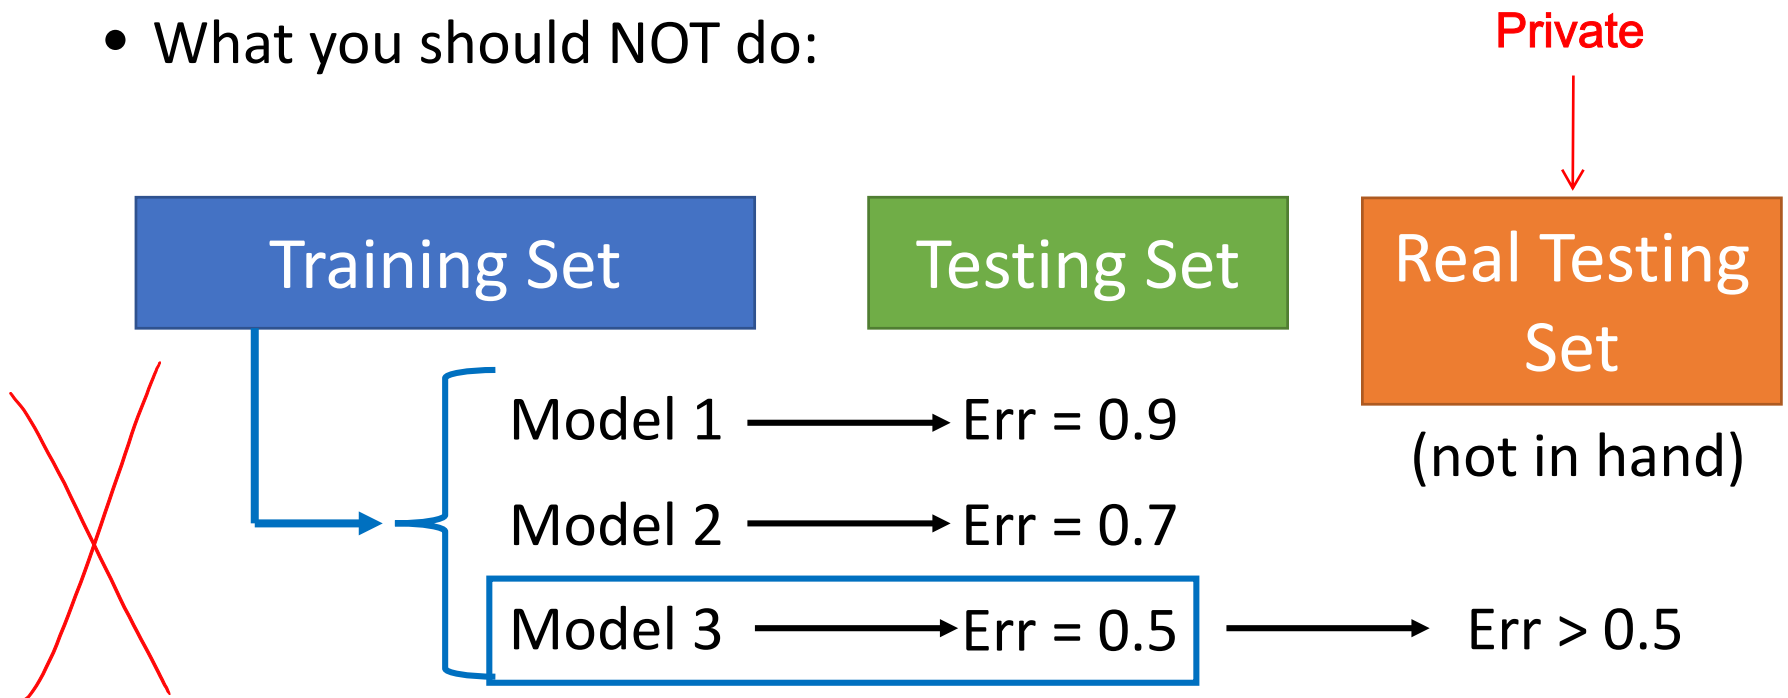 • What you should NOT do:
Private
Training Set
Testing Set
Real Testing
Set
(not in hand)
Model 1
Err = 0.9
Model 2
Err = 0.7
Model 3
Err = 0.5
Err > 0.5